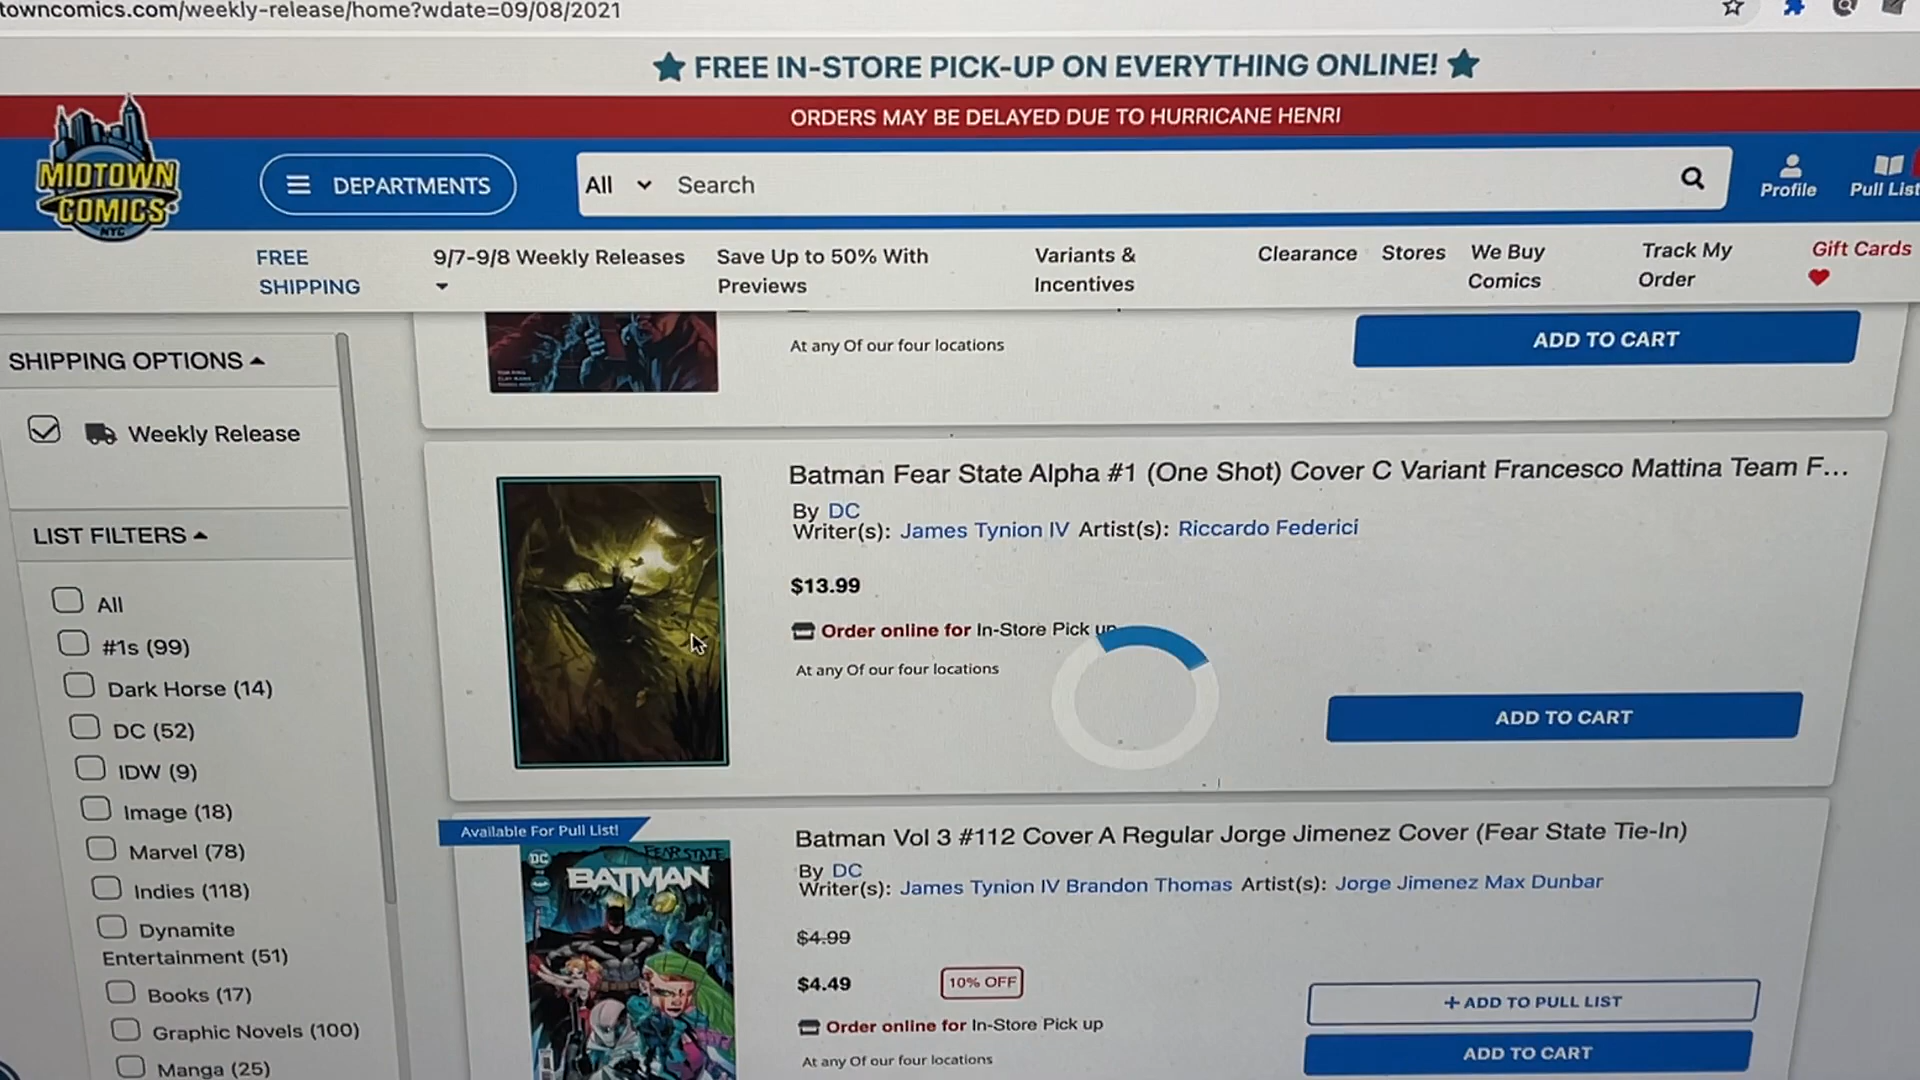 towncomics.com/weekly-release/home?wdate=09/08/2021
FREE IN-STORE PICK-UP ON EVERYTHING ONLINE!
ORDERS MAY BE DELAYED DUE TO HURRICANE HENRI
MIDTOWN
COMICS
NYC
DEPARTMENTS
All
Search
Profile
Pull List
FREE
SHIPPING
9/7-9/8 Weekly Releases
Save Up to 50% With
Previews
Variants &
Incentives
Clearance
Stores
We Buy
Comics
Track My
Order
Gift Cards
SHIPPING OPTIONS
Weekly Release
LIST FILTERS
All
#1s (99)
Dark Horse (14)
DC (52)
IDW (9)
Image (18)
Marvel (78)
Indies (118)
Dynamite
Entertainment (51)
Books (17)
Graphic Novels (100)
Manga (25)
At any Of our four locations
ADD TO CART
Batman Fear State Alpha #1 (One Shot) Cover C Variant Francesco Mattina Team F...
By DC
Writer(s): James Tynion IV Artist(s): Riccardo Federici
$13.99
Order online for In-Store Pick up
At any Of our four locations
ADD TO CART
Available For Pull List!
DC
FEAR STATE
BATMAN
Batman Vol 3 #112 Cover A Regular Jorge Jimenez Cover (Fear State Tie-In)
By DC
Writer(s): James Tynion IV Brandon Thomas Artist(s): Jorge Jimenez Max Dunbar
$4.99
$4.49
10% OFF
Order online for In-Store Pick up
At any Of our four locations
+ ADD TO PULL LIST
ADD TO CART